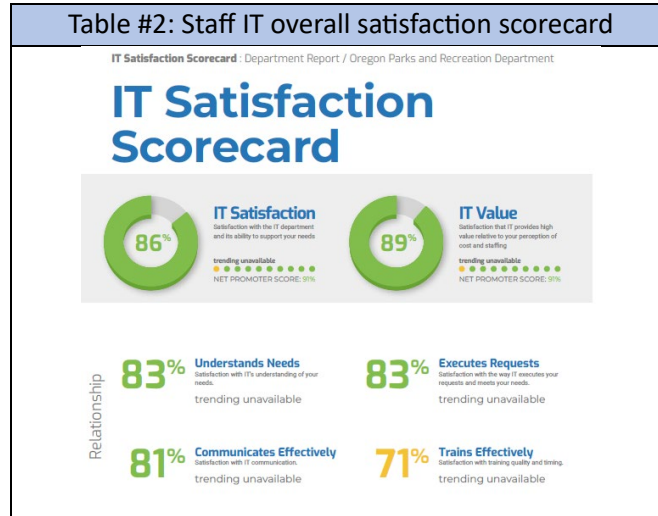 Table #2: Staff IT overall satisfaction scorecard
IT Satisfaction Scorecard : Department Report / Oregon Parks and Recreation Department
IT Satisfaction
Scorecard
86%
IT Satisfaction
Satisfaction with the IT department
and its ability to support your needs
trending unavailable
NET PROMOTER SCORE: 91%
89%
IT Value
Satisfaction that IT provides high
value relative to your perception of
cost and staffing
trending unavailable
NET PROMOTER SCORE: 91%
Relationship
83%
Understands Needs
Satisfaction with IT's understanding of your
needs.
trending unavailable
83%
Executes Requests
Satisfaction with the way IT executes your
requests and meets your needs.
trending unavailable
81%
Communicates Effectively
Satisfaction with IT communication.
trending unavailable
71%
Trains Effectively
Satisfaction with training quality and timing.
trending unavailable